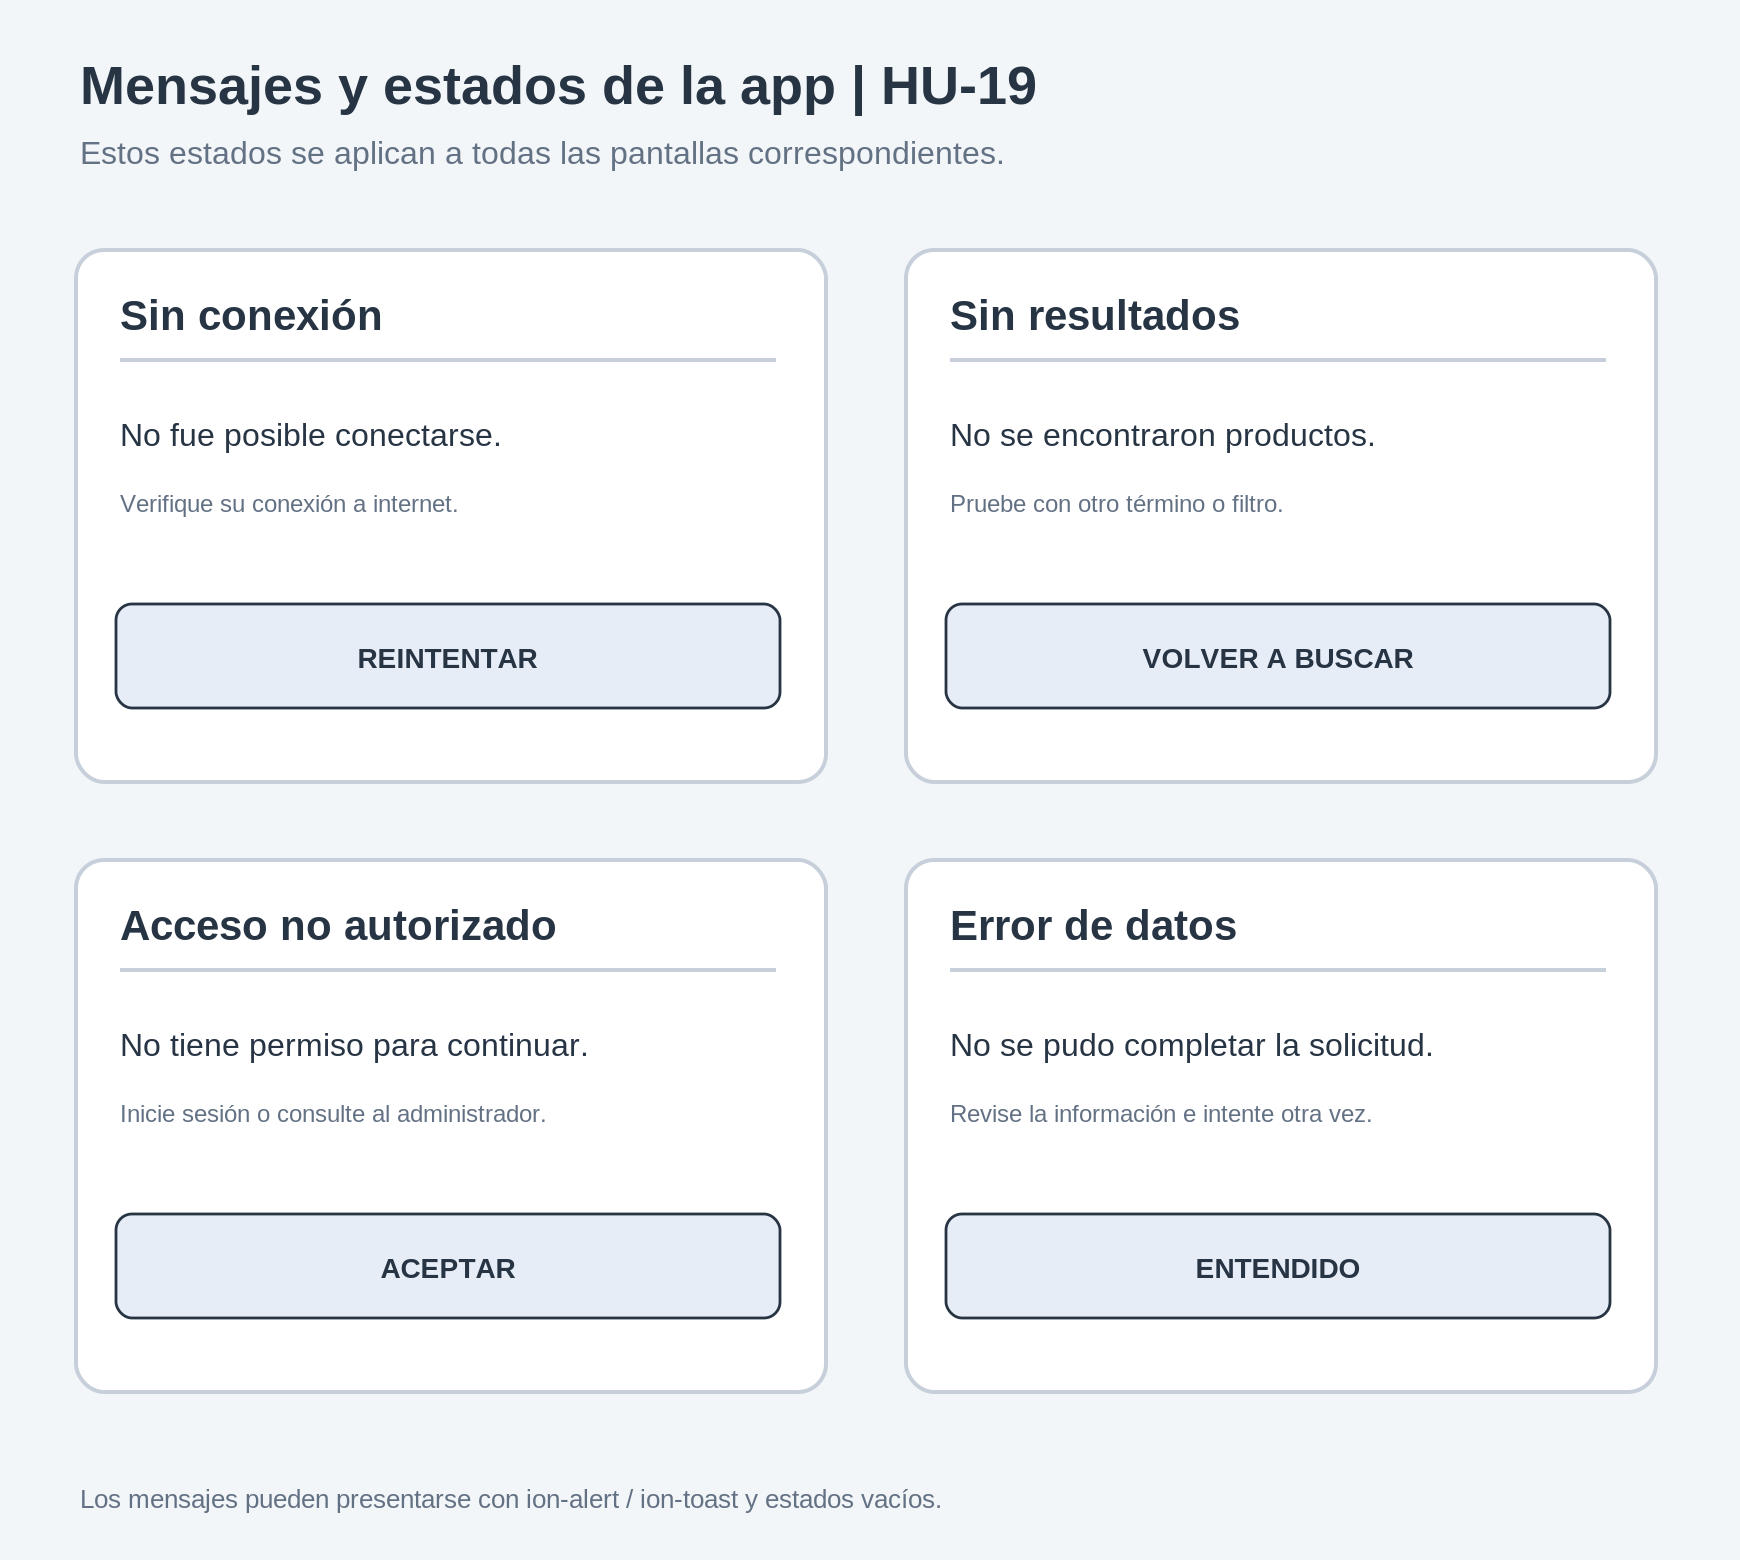 Mensajes y estados de la app | HU-19
Estos estados se aplican a todas las pantallas correspondientes.
Sin conexión
No fue posible conectarse.
Verifique su conexión a internet.
REINTENTAR
Sin resultados
No se encontraron productos.
Pruebe con otro término o filtro.
VOLVER A BUSCAR
Acceso no autorizado
No tiene permiso para continuar.
Inicie sesión o consulte al administrador.
ACEPTAR
Error de datos
No se pudo completar la solicitud.
Revise la información e intente otra vez.
ENTENDIDO
Los mensajes pueden presentarse con ion-alert / ion-toast y estados vacíos.